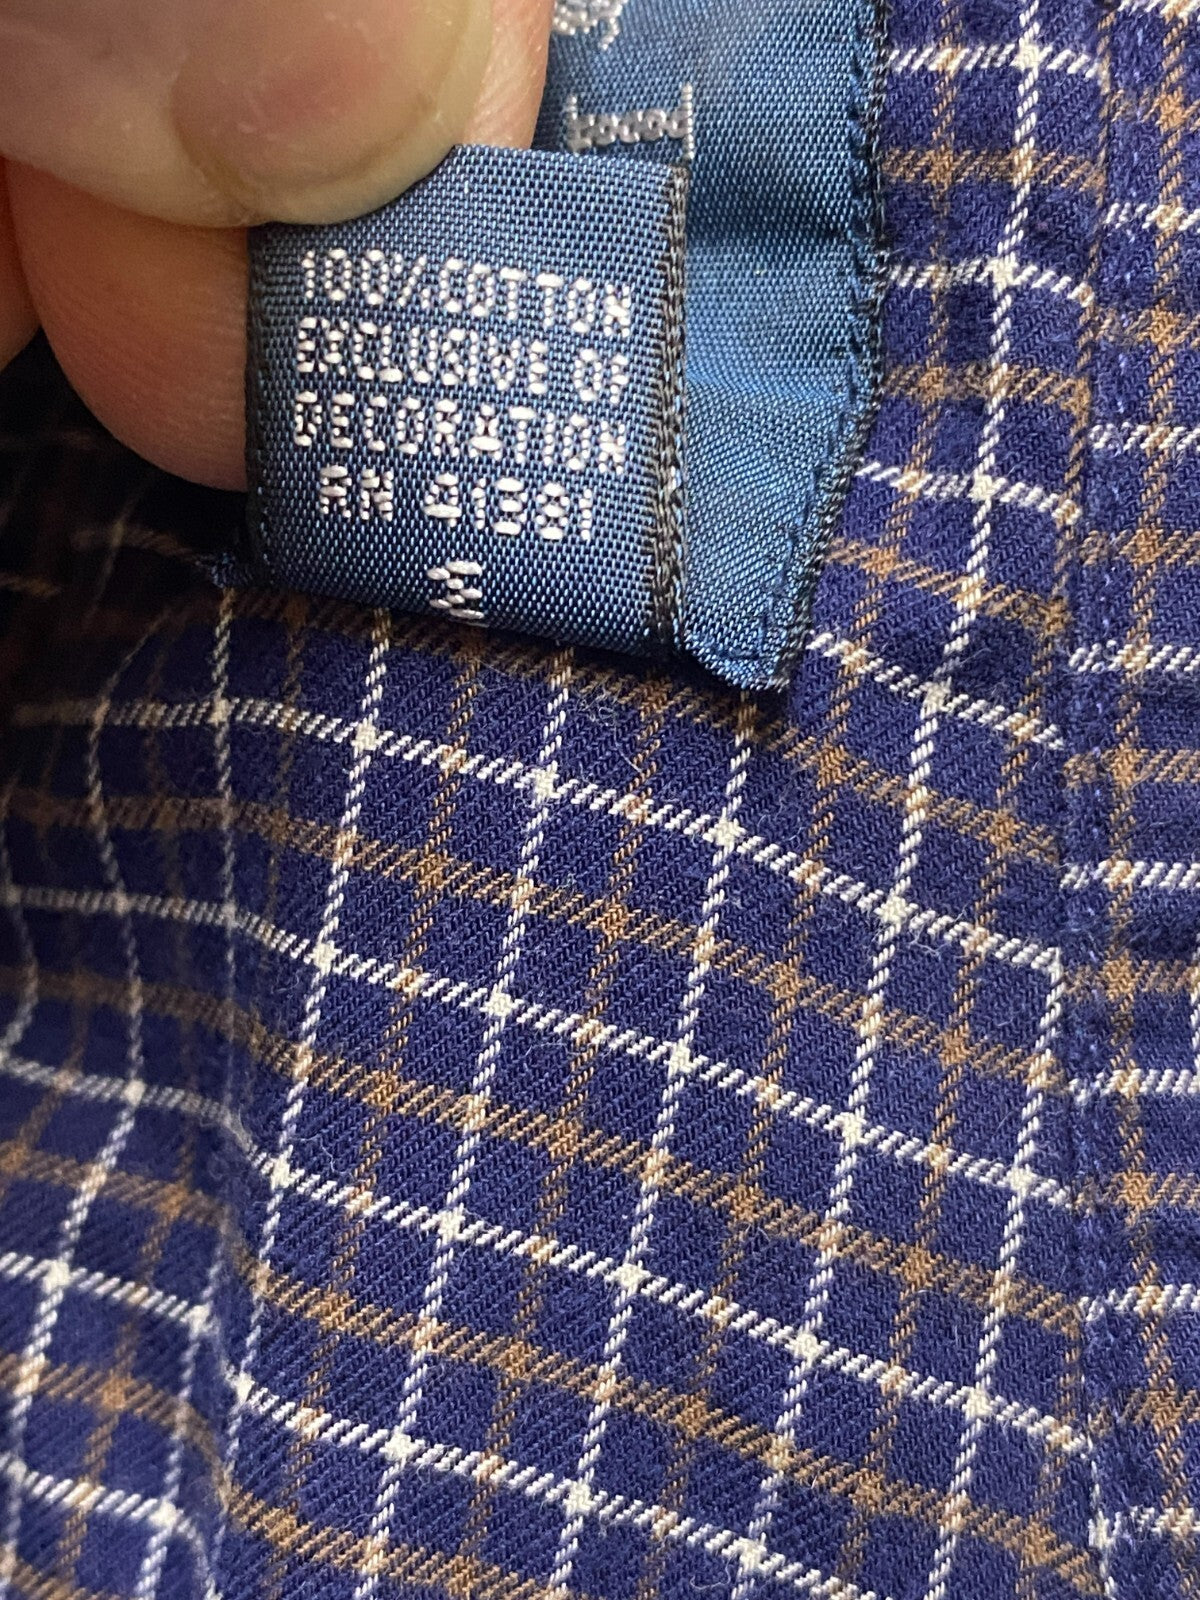 100% COTTON
EXCLUSIVE OF
DECORATION
RN 41381
M